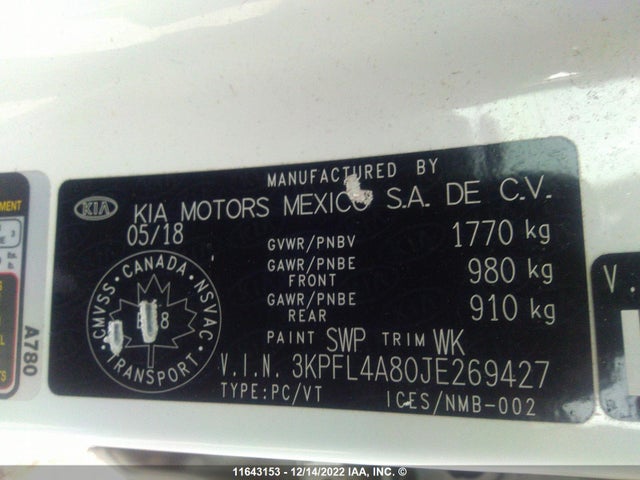 MANUFACTURED BY
KIA KIA MOTORS MEXICO S.A. DE C.V.
05/18
GVWR/PNBV 1770 kg
GAWR/PNBE FRONT 980 kg
GAWR/PNBE REAR 910 kg
CMVSS • CANADA • NSVAC • TRANSPORT •
PAINT SWP TRIM WK
V.I.N. 3KPFL4A80JE269427
TYPE:PC/VT ICES/NMB-002
A780
V.
11643153 - 12/14/2022 IAA, INC. ©